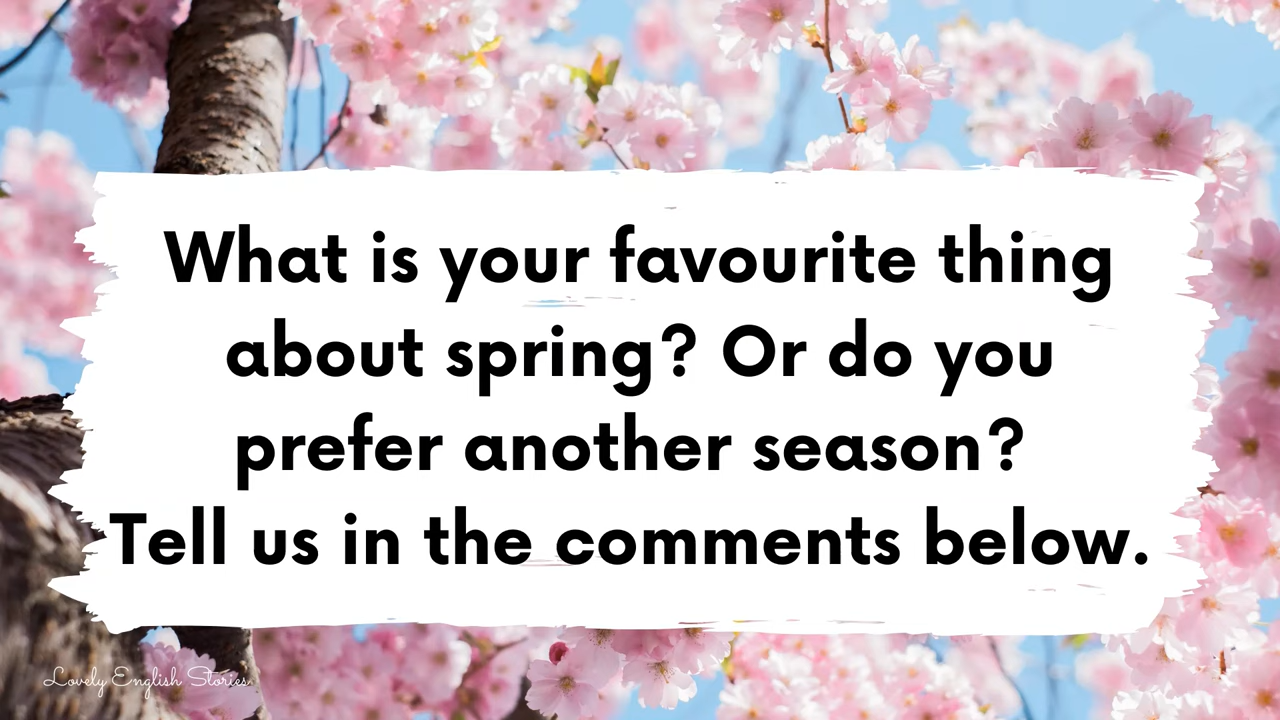 What is your favourite thing
about spring? Or do you
prefer another season?
Tell us in the comments below.
Lovely English Stories